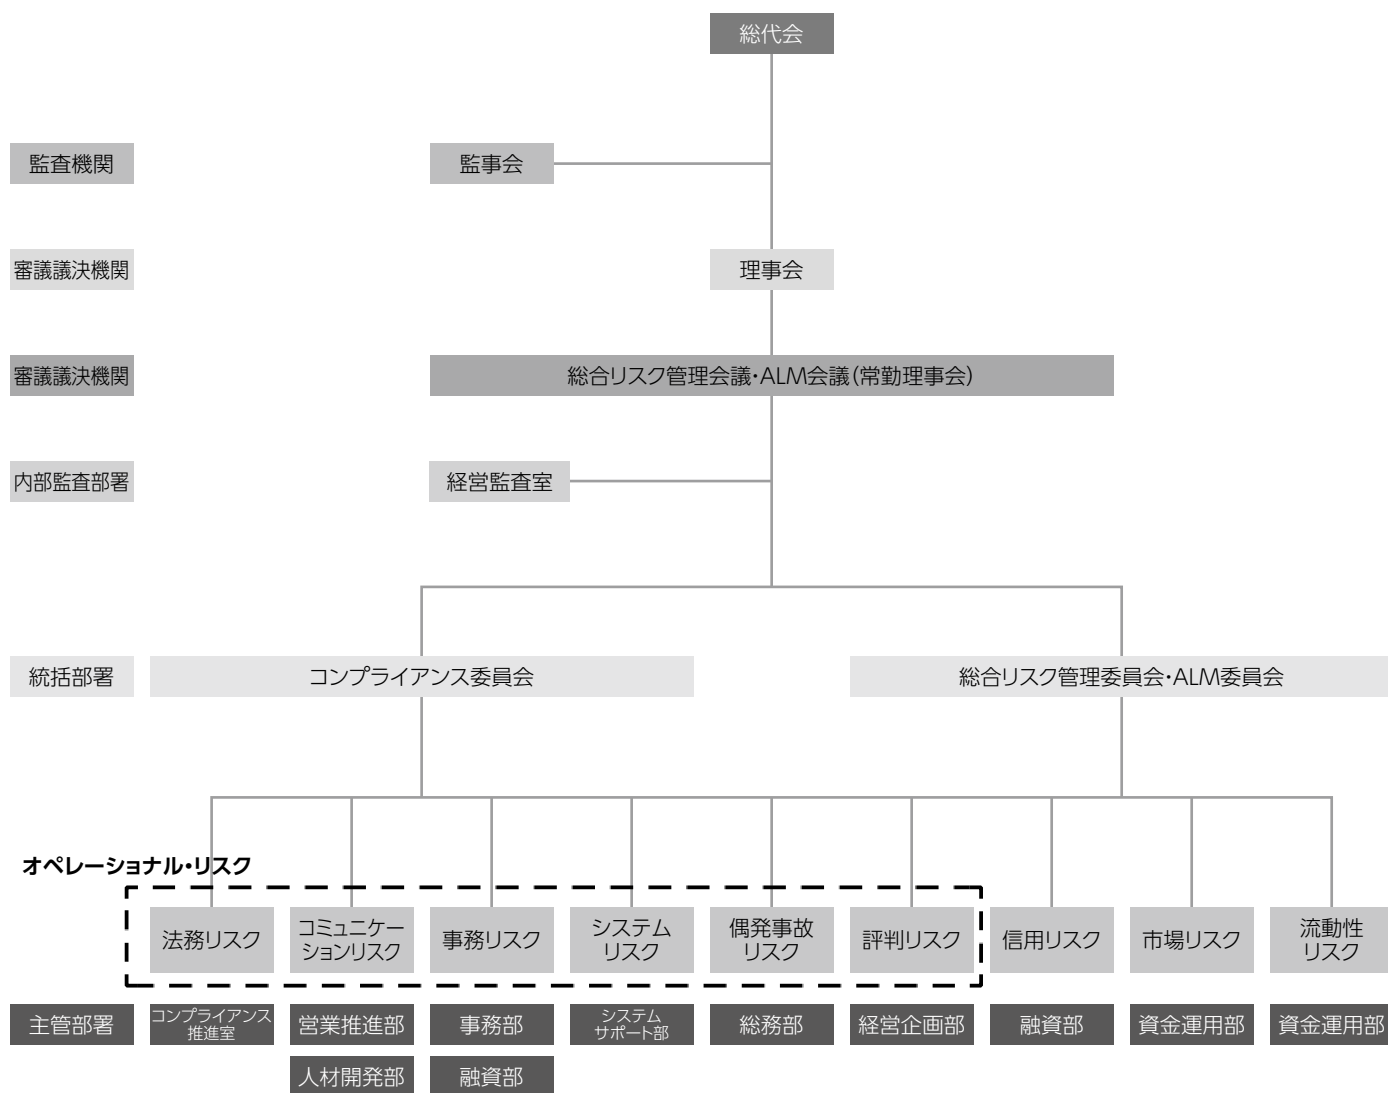 総代会
監査機関
監事会
審議議決機関
理事会
審議議決機関
総合リスク管理会議・ALM会議(常勤理事会)
内部監査部署
経営監査室
統括部署
コンプライアンス委員会
総合リスク管理委員会・ALM委員会
オペレーショナル・リスク
法務リスク
コミュニケー
ションリスク
事務リスク
システム
リスク
偶発事故
リスク
評判リスク
信用リスク
市場リスク
流動性
リスク
主管部署
コンプライアンス
推進室
営業推進部
事務部
システム
サポート部
総務部
経営企画部
融資部
資金運用部
資金運用部
人材開発部
融資部